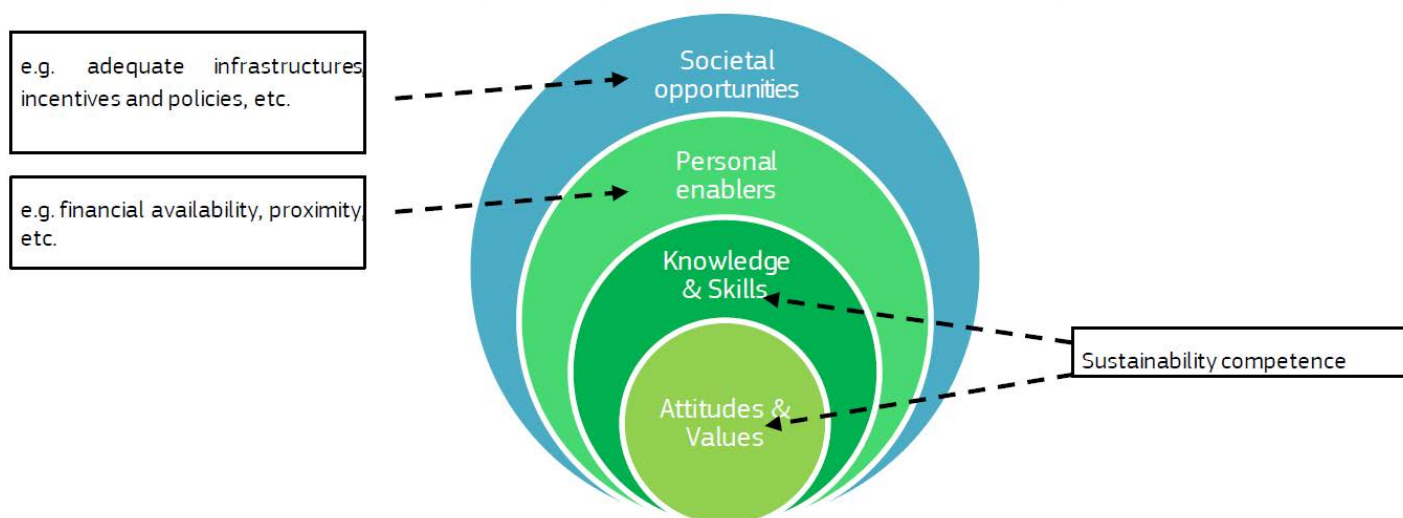 e.g. adequate infrastructures,
incentives and policies, etc.
e.g. financial availability, proximity,
etc.
Societal
opportunities
Personal
enablers
Knowledge
& Skills
Attitudes &
Values
Sustainability competence